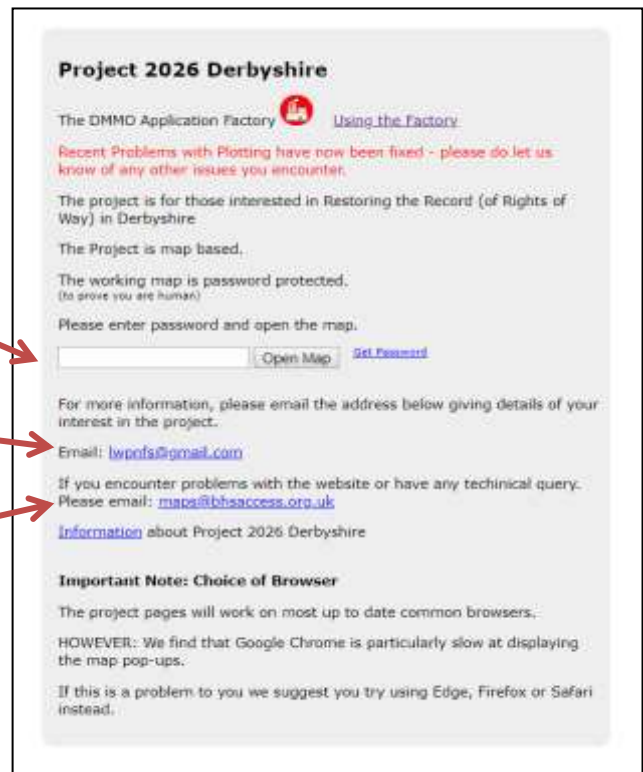 Project 2026 Derbyshire
The DMMO Application Factory Using the Factory
Recent Problems with Plotting have now been fixed - please do let us
know of any other issues you encounter.
The project is for those interested in Restoring the Record (of Rights of
Way) in Derbyshire
The Project is map based.
The working map is password protected.
(to prove you are human)
Please enter password and open the map.
Open Map Get Password
For more information, please email the address below giving details of your
interest in the project.
Email: lwpnfs@gmail.com
If you encounter problems with the website or have any techinical query.
Please email: maps@bhsaccess.org.uk
Information about Project 2026 Derbyshire
Important Note: Choice of Browser
The project pages will work on most up to date common browsers.
HOWEVER: We find that Google Chrome is particularly slow at displaying
the map pop-ups.
If this is a problem to you we suggest you try using Edge, Firefox or Safari
instead.